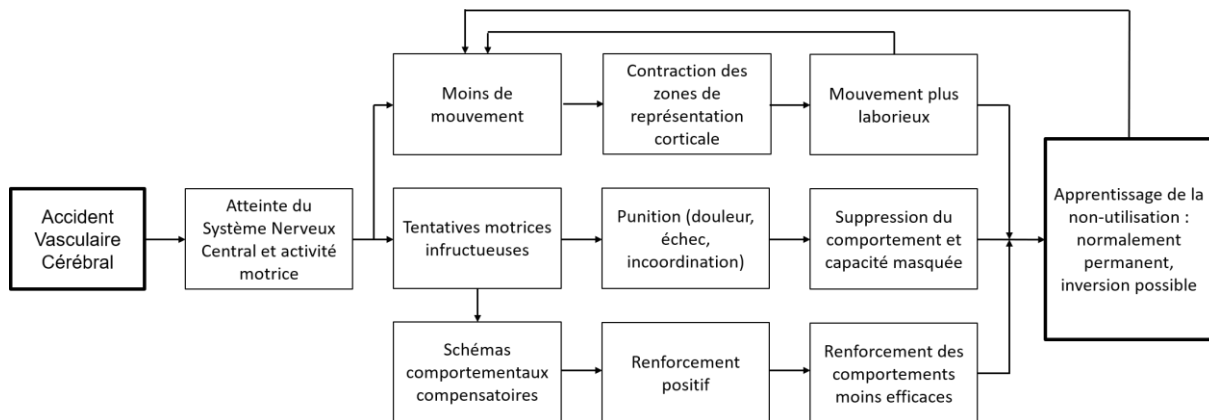 Moins de
mouvement
Contraction des
zones de
représentation
corticale
Mouvement plus
laborieux
Accident
Vasculaire
Cérébral
Atteinte du
Système Nerveux
Central et activité
motrice
Tentatives motrices
infructueuses
Punition (douleur,
échec,
incoordination)
Suppression du
comportement et
capacité masquée
Apprentissage de la
non-utilisation :
normalement
permanent,
inversion possible
Schémas
comportementaux
compensatoires
Renforcement
positif
Renforcement des
comportements
moins efficaces